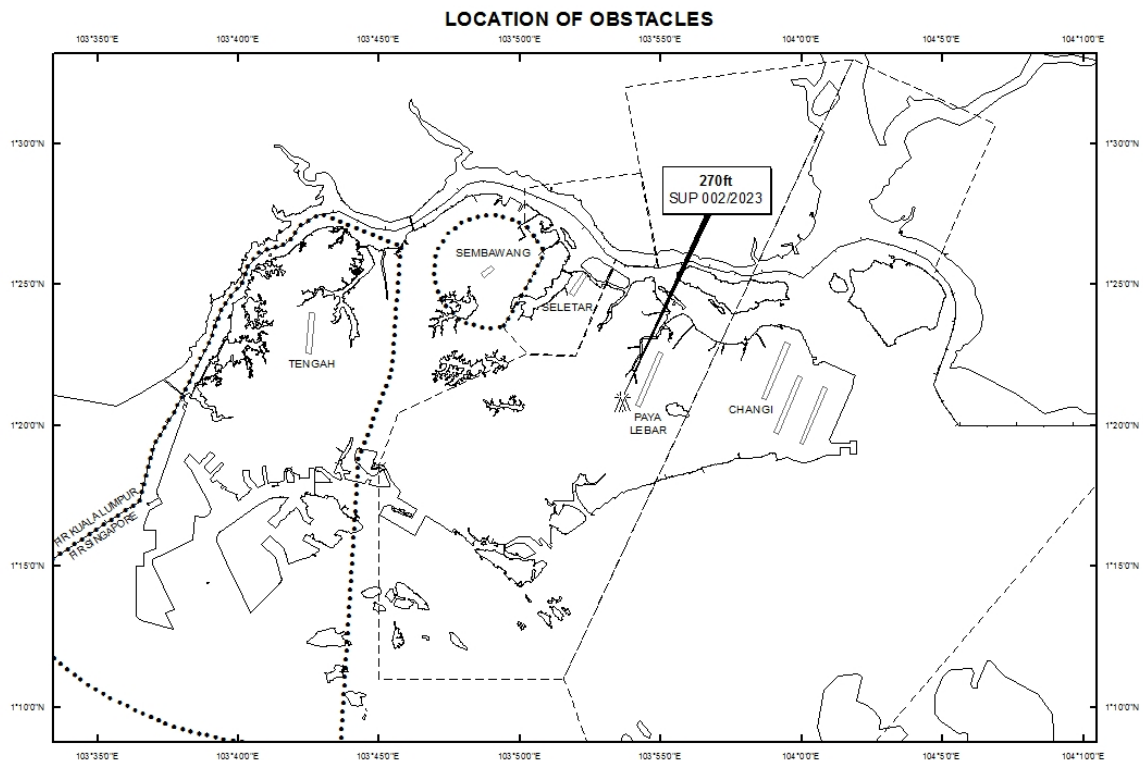 LOCATION OF OBSTACLES
103°35'0"E
103°40'0"E
103°45'0"E
103°50'0"E
103°55'0"E
104°0'0"E
104°5'0"E
104°10'0"E
1°30'0"N
1°30'0"N
270ft
SUP 002/2023
SEMBAWANG
1°25'0"N
1°25'0"N
SELETAR
TENGAH
PAYA
LEBAR
CHANGI
1°20'0"N
1°20'0"N
FIR KUALA LUMPUR
FIR SINGAPORE
1°15'0"N
1°15'0"N
1°10'0"N
1°10'0"N
103°35'0"E
103°40'0"E
103°45'0"E
103°50'0"E
103°55'0"E
104°0'0"E
104°5'0"E
104°10'0"E